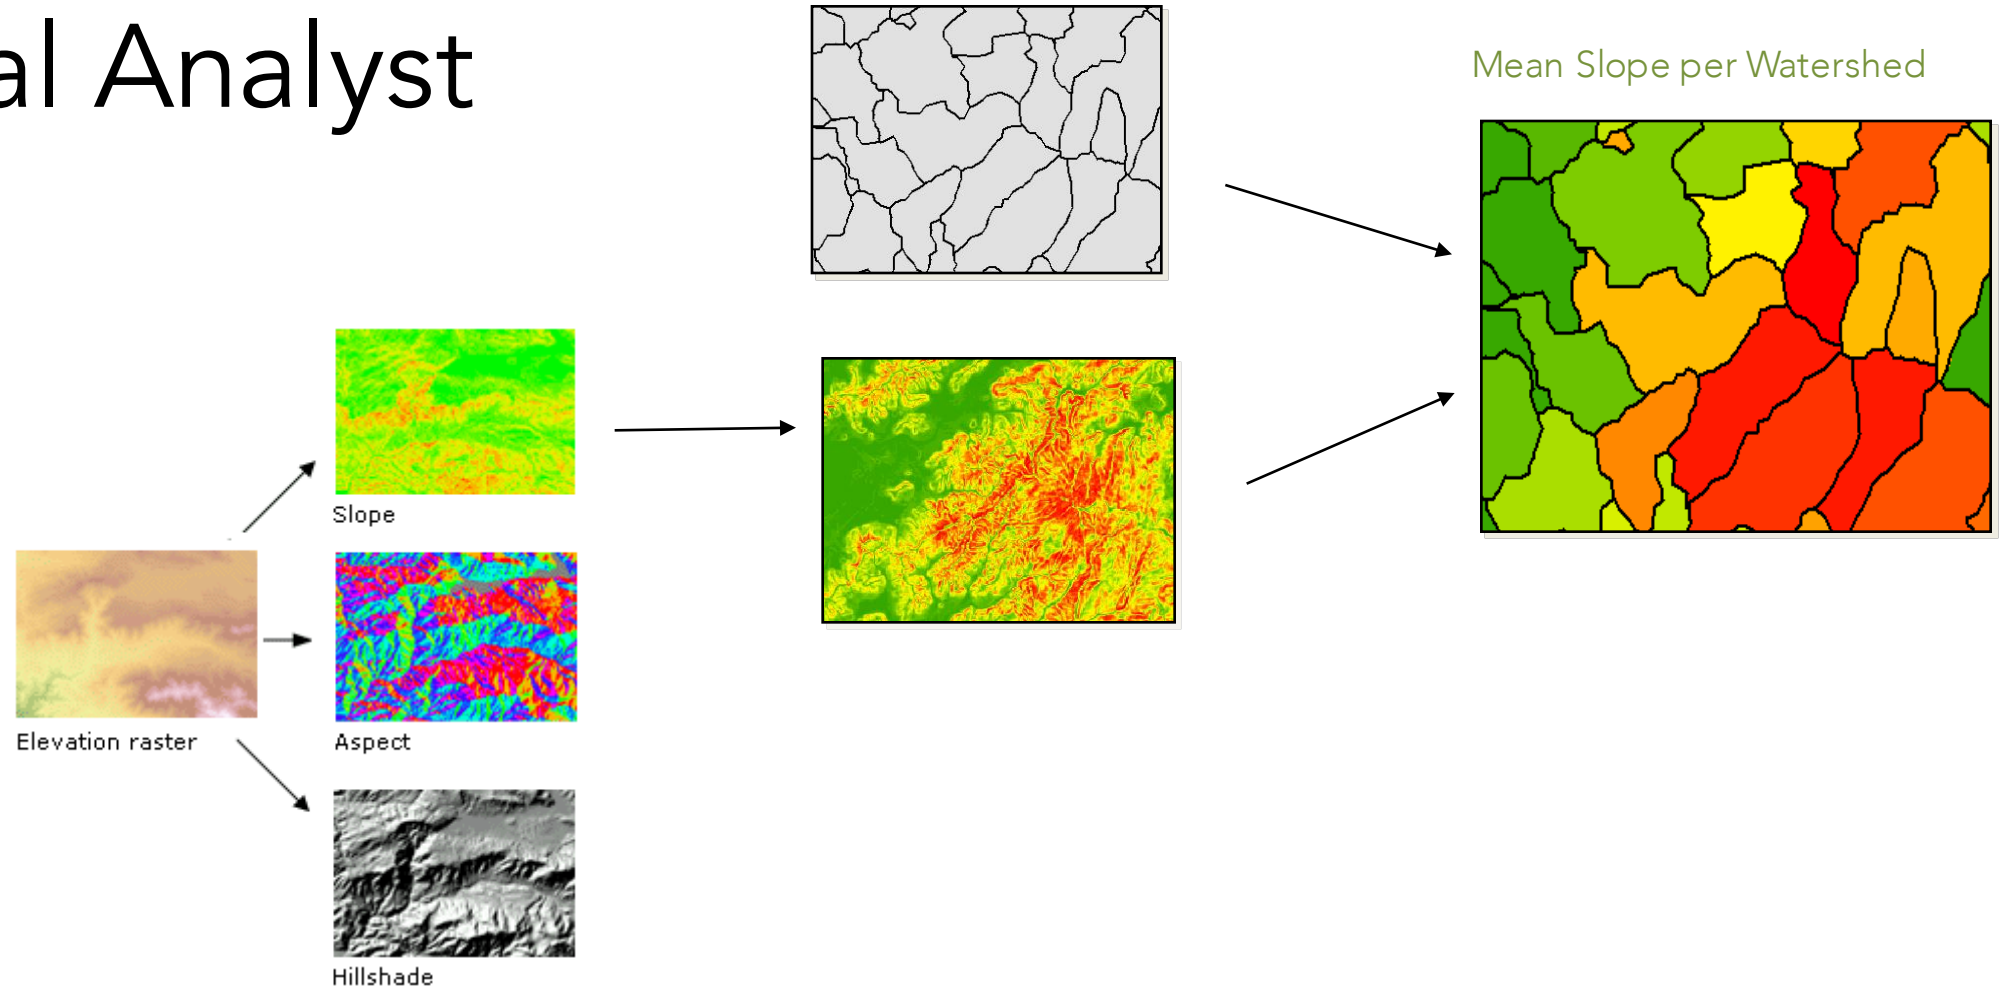 al Analyst
Mean Slope per Watershed
Slope
Elevation raster
Aspect
Hillshade